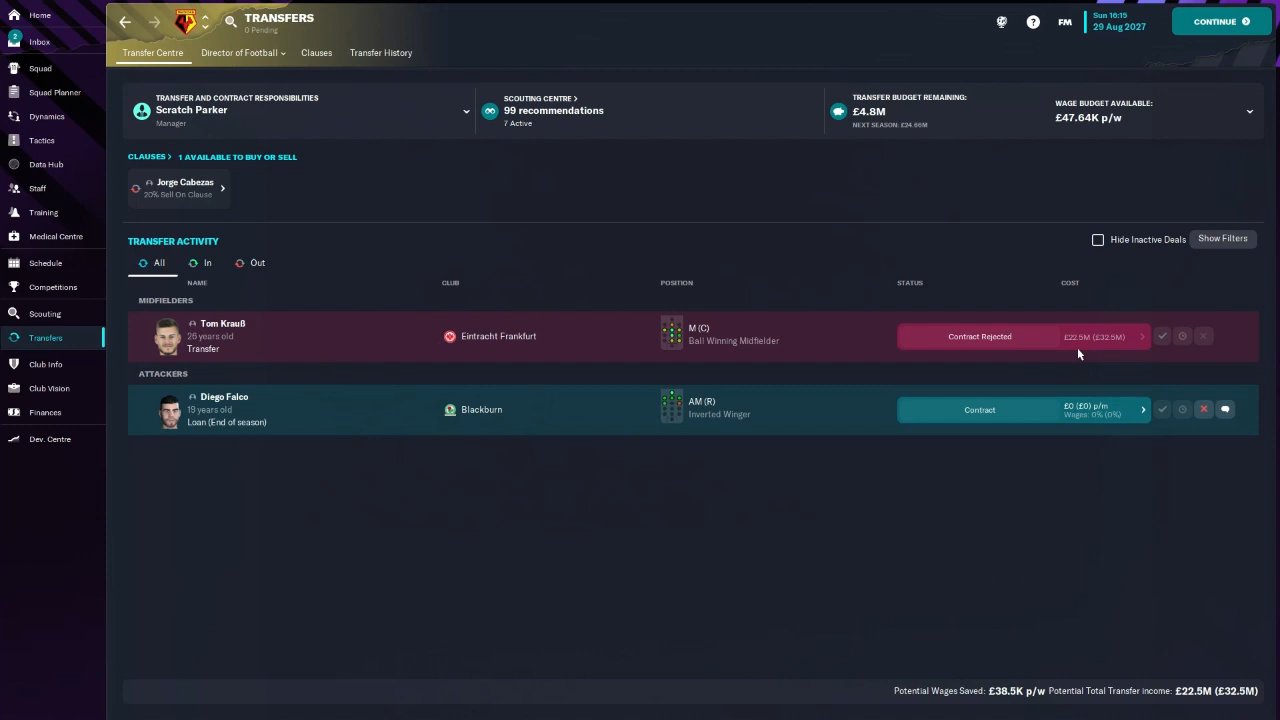 Home
2
Inbox
Squad
Squad Planner
Dynamics
Tactics
Data Hub
Staff
Training
Medical Centre
Schedule
Competitions
Scouting
Transfers
Club Info
Club Vision
Finances
Dev. Centre
TRANSFERS
0 Pending
FM
Sun 16:15
29 Aug 2027
CONTINUE
Transfer Centre
Director of Football
Clauses
Transfer History
TRANSFER AND CONTRACT RESPONSIBILITIES
Scratch Parker
Manager
SCOUTING CENTRE >
99 recommendations
7 Active
TRANSFER BUDGET REMAINING:
£4.8M
NEXT SEASON: £24.66M
WAGE BUDGET AVAILABLE:
£47.64K p/w
CLAUSES > 1 AVAILABLE TO BUY OR SELL
Jorge Cabezas
20% Sell On Clause
TRANSFER ACTIVITY
Hide Inactive Deals
Show Filters
All In Out
NAME CLUB POSITION STATUS COST
MIDFIELDERS
Tom Krauß
26 years old
Transfer
Eintracht Frankfurt
M (C)
Ball Winning Midfielder
Contract Rejected
£22.5M (£32.5M)
ATTACKERS
Diego Falco
19 years old
Loan (End of season)
Blackburn
AM (R)
Inverted Winger
Contract
£0 (£0) p/m
Wages: 0% (0%)
Potential Wages Saved: £38.5K p/w Potential Total Transfer income: £22.5M (£32.5M)